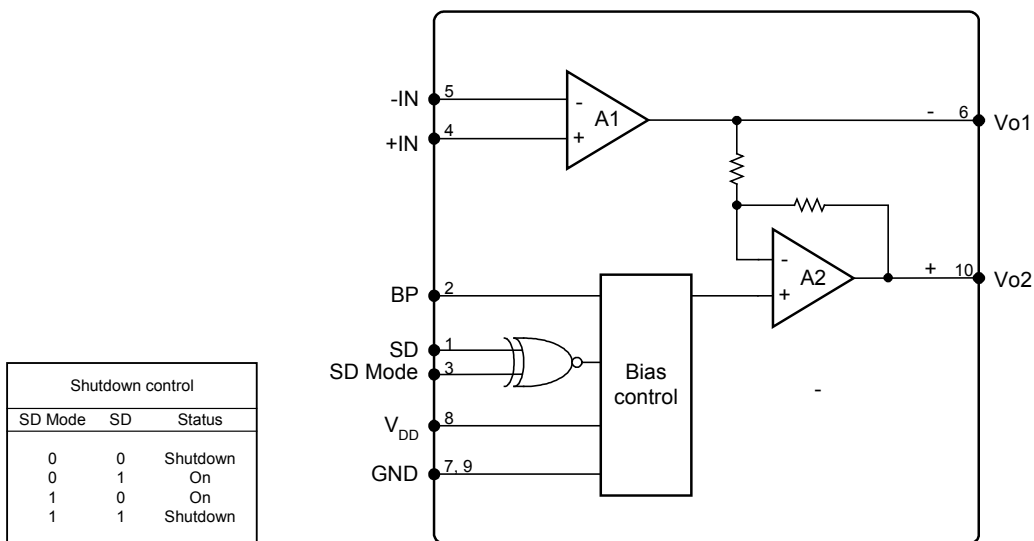 -IN 5
+IN 4
- A1 +
- 6 Vo1
- A2 +
+ 10 Vo2
BP 2
SD 1
SD Mode 3
VDD 8
GND 7, 9
Bias
control
-
Shutdown control
SD Mode SD Status
0 0 Shutdown
0 1 On
1 0 On
1 1 Shutdown